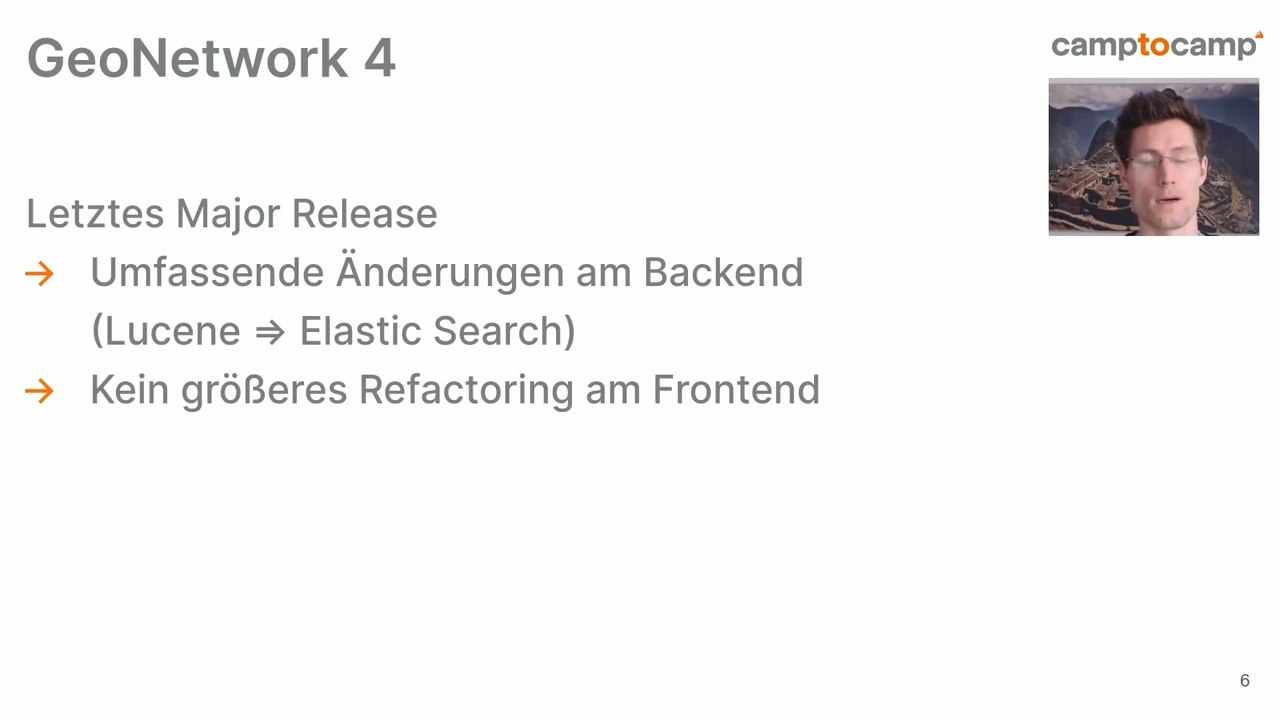 GeoNetwork 4
camptocamp
Letztes Major Release
→ Umfassende Änderungen am Backend
(Lucene ⇒ Elastic Search)
→ Kein größeres Refactoring am Frontend
6